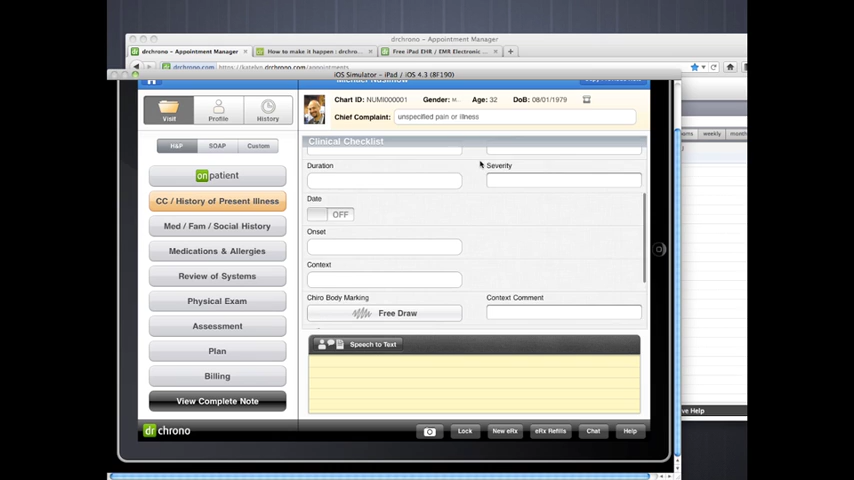 drchrono – Appointment Manager
drchrono – Appointment Manager
How to make it happen : drchron...
Free iPad EHR / EMR Electronic ...
drchrono.com
iOS Simulator – iPad / iOS 4.3 (8F190)
Visit
Profile
History
Chart ID: NUMI000001 Gender: M... Age: 32 DoB: 08/01/1979
Chief Complaint: unspecified pain or illness
H&P
SOAP
Custom
Clinical Checklist
onpatient
CC / History of Present Illness
Med / Fam / Social History
Medications & Allergies
Review of Systems
Physical Exam
Assessment
Plan
Billing
View Complete Note
Duration
Severity
Date
OFF
Onset
Context
Chiro Body Marking
Context Comment
Free Draw
Speech to Text
drchrono
Lock
New eRx
eRx Refills
Chat
Help
weekly
month
ve Help